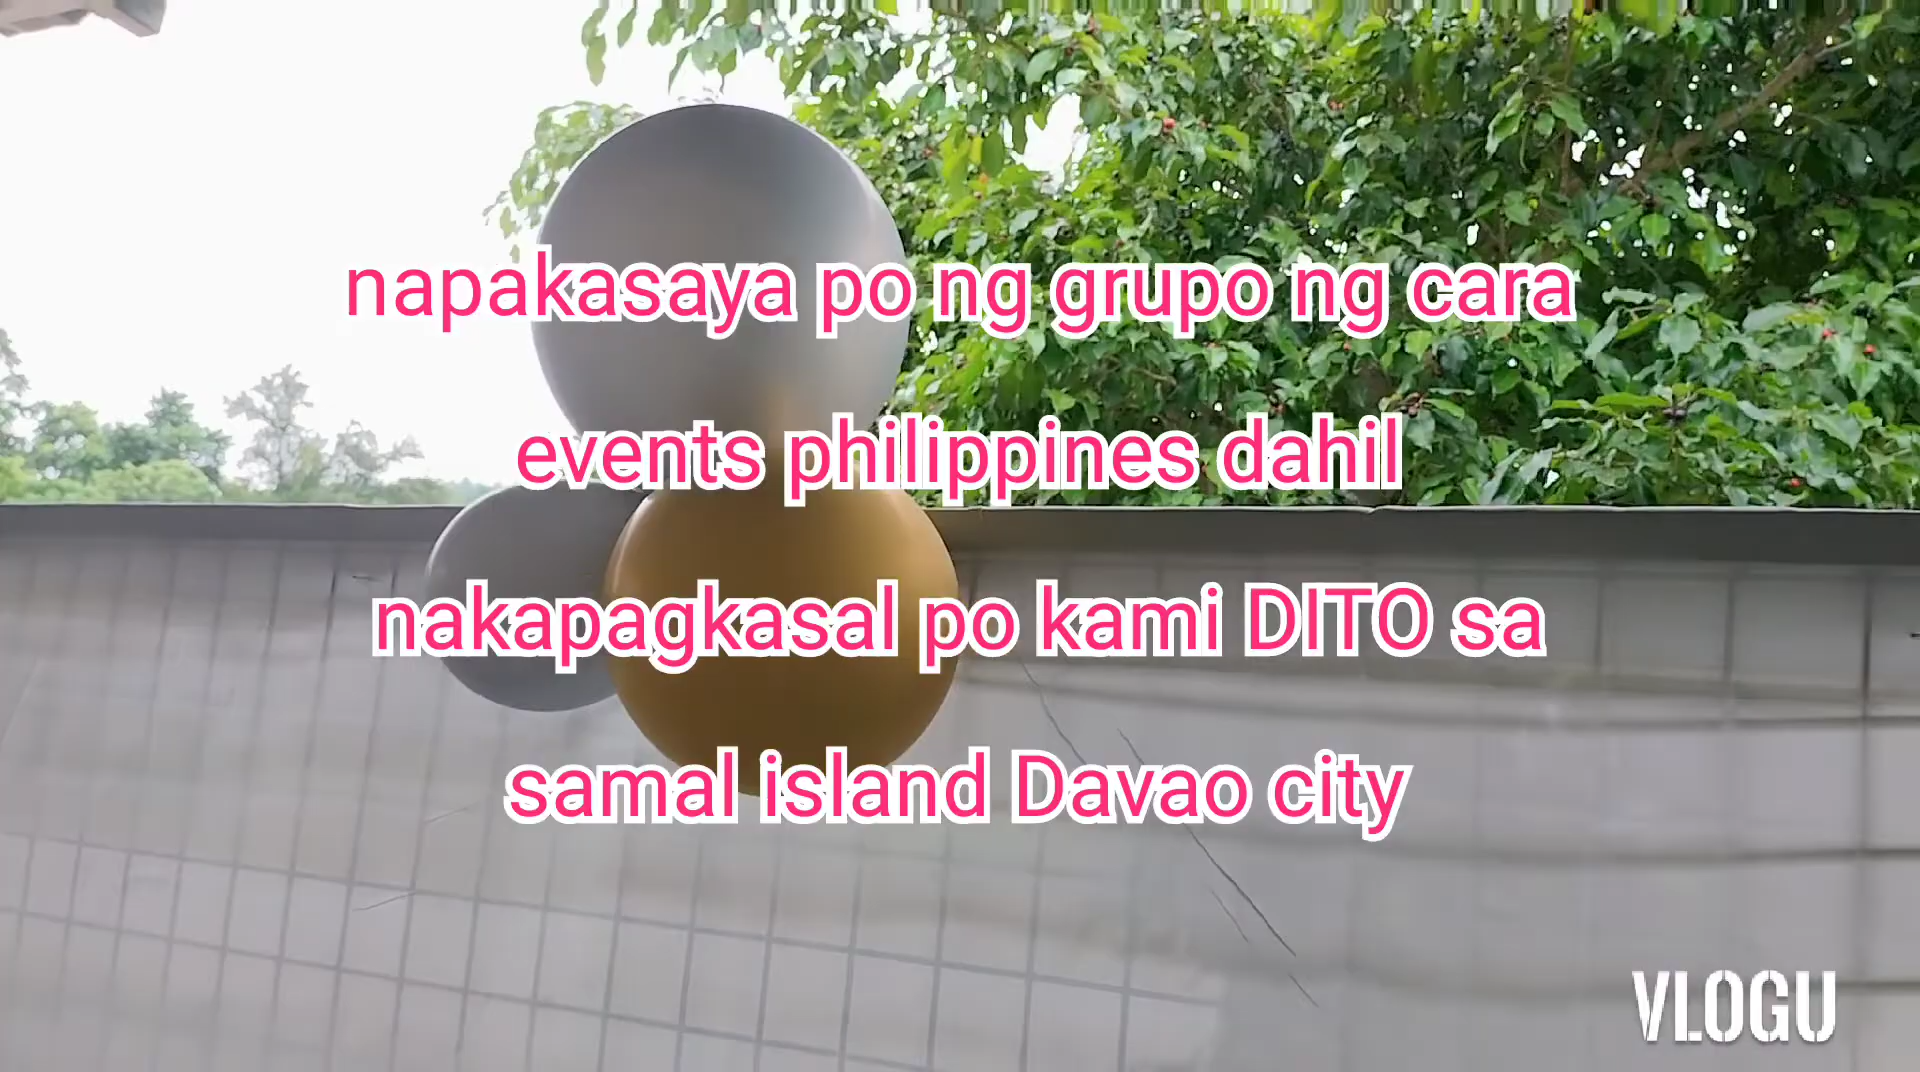 napakasaya po ng grupo ng cara
events philippines dahil
nakapagkasal po kami DITO sa
samal island Davao city
VLOGU